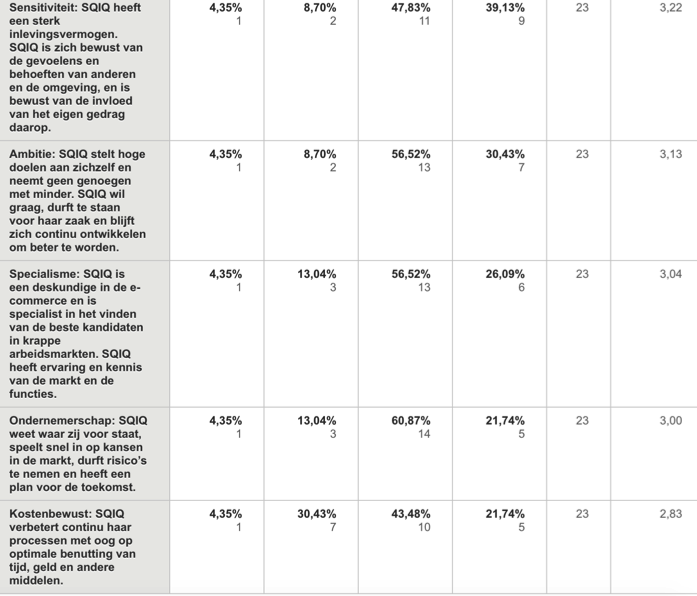 Sensitiviteit: SQIQ heeft 4,35% 8,70% 47,83% 39,13% 23 3,22
een sterk 1 2 11 9
inlevingsvermogen.
SQIQ is zich bewust van
de gevoelens en
behoeften van anderen
en de omgeving, en is
bewust van de invloed
van het eigen gedrag
daarop.
Ambitie: SQIQ stelt hoge 4,35% 8,70% 56,52% 30,43% 23 3,13
doelen aan zichzelf en 1 2 13 7
neemt geen genoegen
met minder. SQIQ wil
graag, durft te staan
voor haar zaak en blijft
zich continu ontwikkelen
om beter te worden.
Specialisme: SQIQ is 4,35% 13,04% 56,52% 26,09% 23 3,04
een deskundige in de e- 1 3 13 6
commerce en is
specialist in het vinden
van de beste kandidaten
in krappe
arbeidsmarkten. SQIQ
heeft ervaring en kennis
van de markt en de
functies.
Ondernemerschap: SQIQ 4,35% 13,04% 60,87% 21,74% 23 3,00
weet waar zij voor staat, 1 3 14 5
speelt snel in op kansen
in de markt, durft risico's
te nemen en heeft een
plan voor de toekomst.
Kostenbewust: SQIQ 4,35% 30,43% 43,48% 21,74% 23 2,83
verbetert continu haar 1 7 10 5
processen met oog op
optimale benutting van
tijd, geld en andere
middelen.